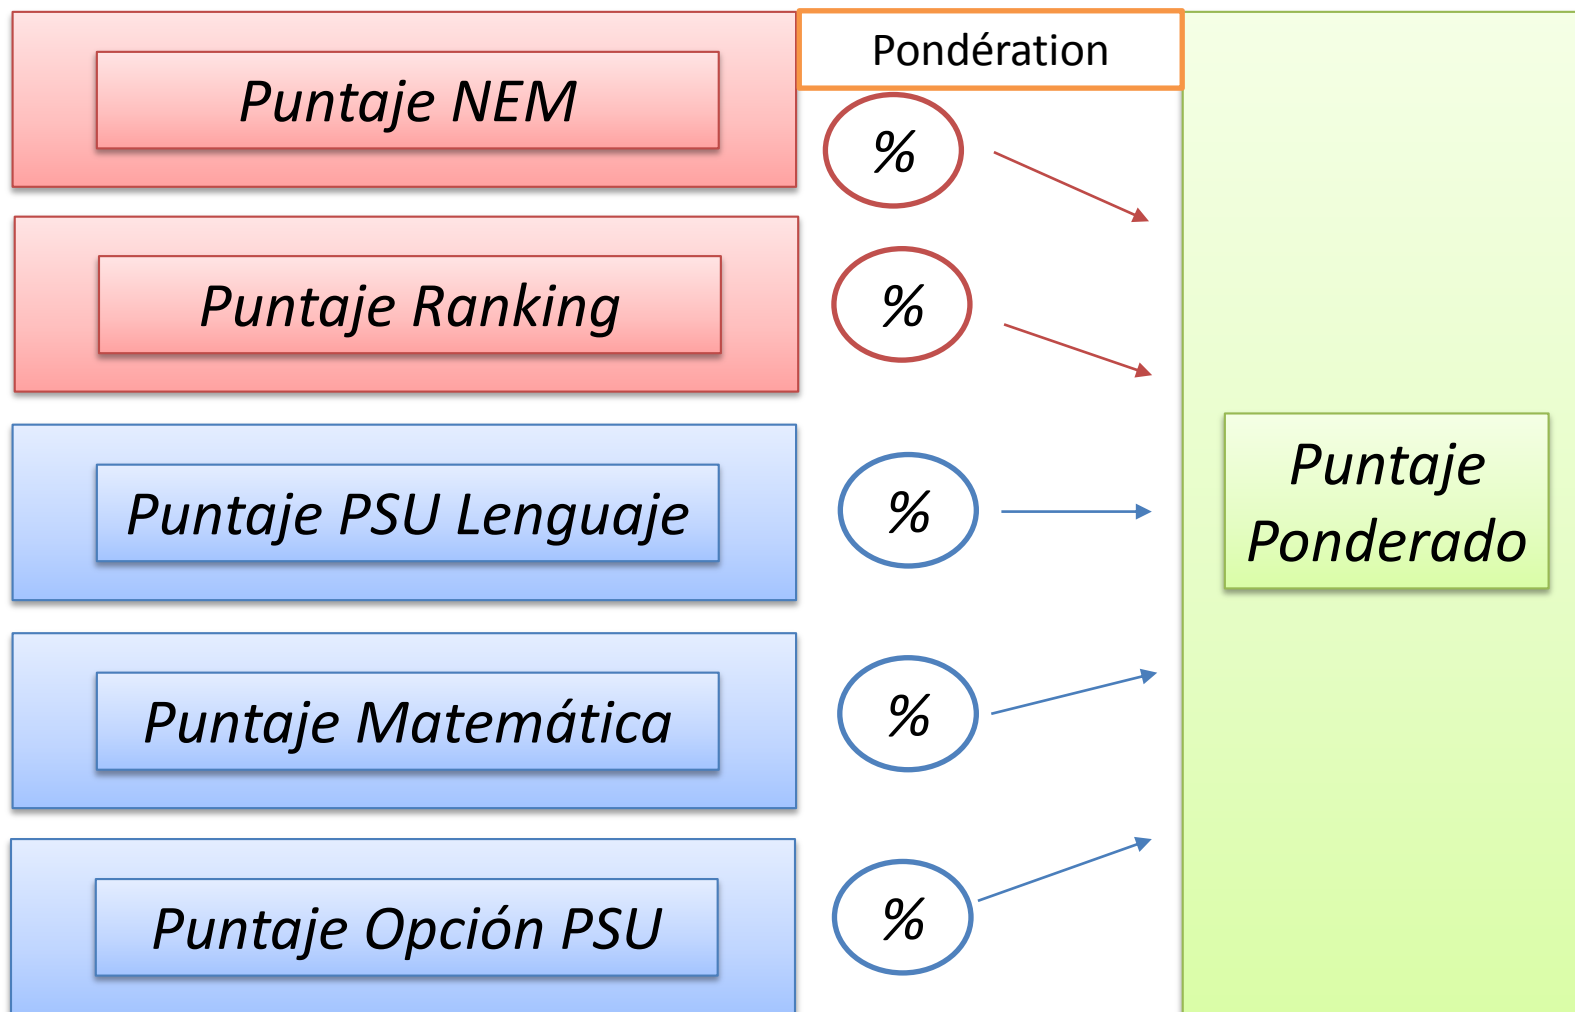 Puntaje NEM
Pondération
%
Puntaje Ranking
%
Puntaje PSU Lenguaje
%
Puntaje
Ponderado
Puntaje Matemática
%
Puntaje Opción PSU
%